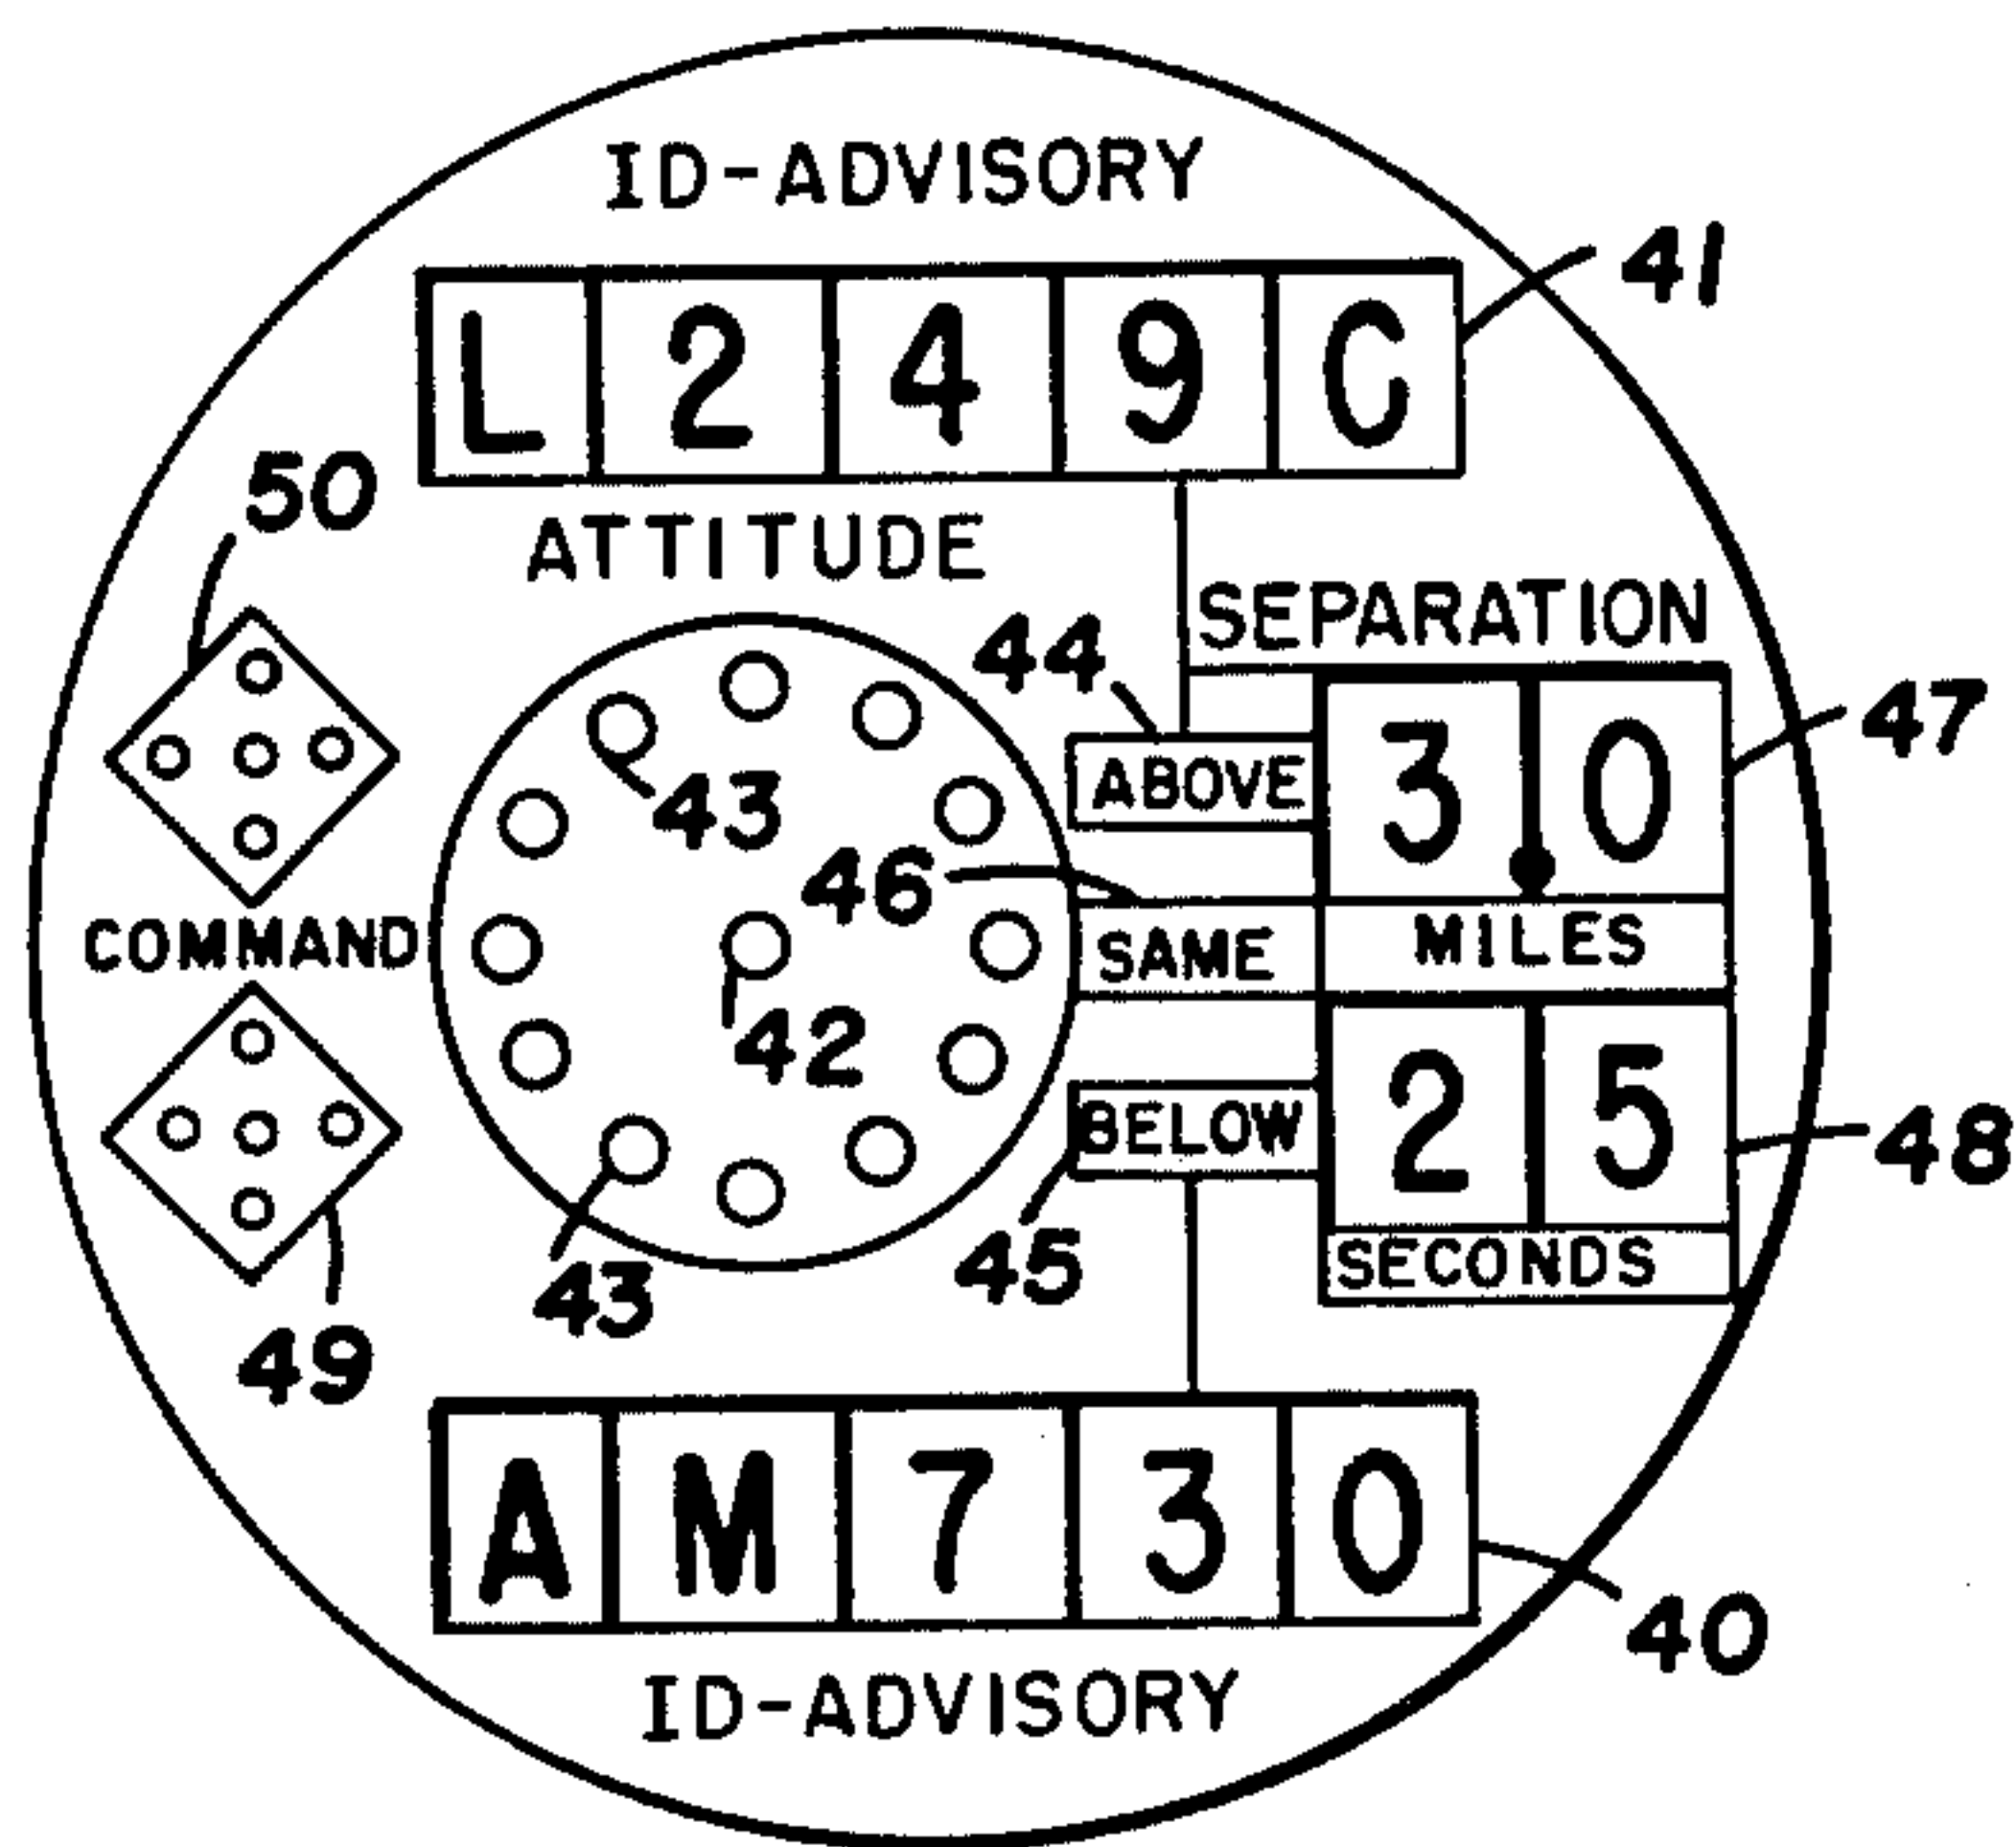 ID-ADVISORY
41
L 2 4 9 C
50
ATTITUDE
SEPARATION
44
47
ABOVE
3.0
43
46
COMMAND
SAME
MILES
42
BELOW
2 5
48
45
SECONDS
43
49
A M 7 3 0
40
ID-ADVISORY